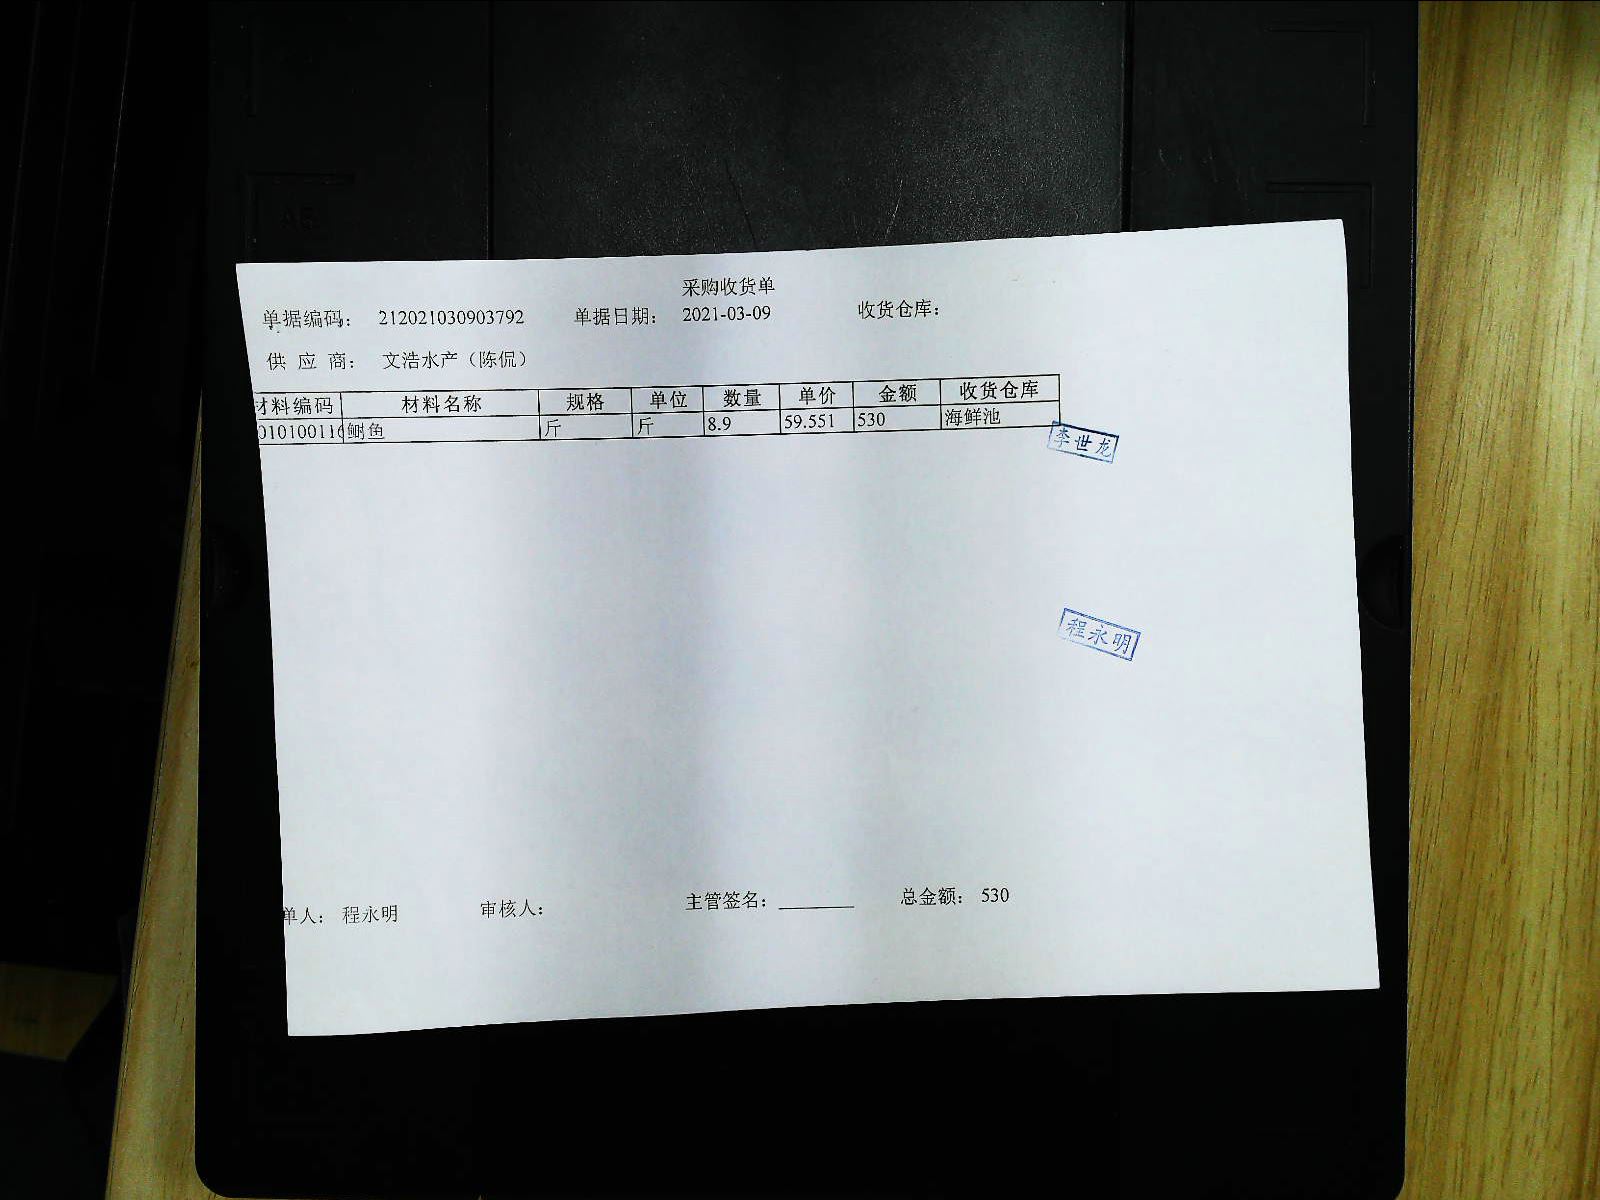 采购收货单
单据编码： 212021030903792 单据日期： 2021-03-09 收货仓库：
供 应 商： 文浩水产（陈侃）
材料编码 材料名称 规格 单位 数量 单价 金额 收货仓库
010100116 鲥鱼 斤 斤 8.9 59.551 530 海鲜池
李世龙
程永明
单人： 程永明 审核人： 主管签名： 总金额： 530